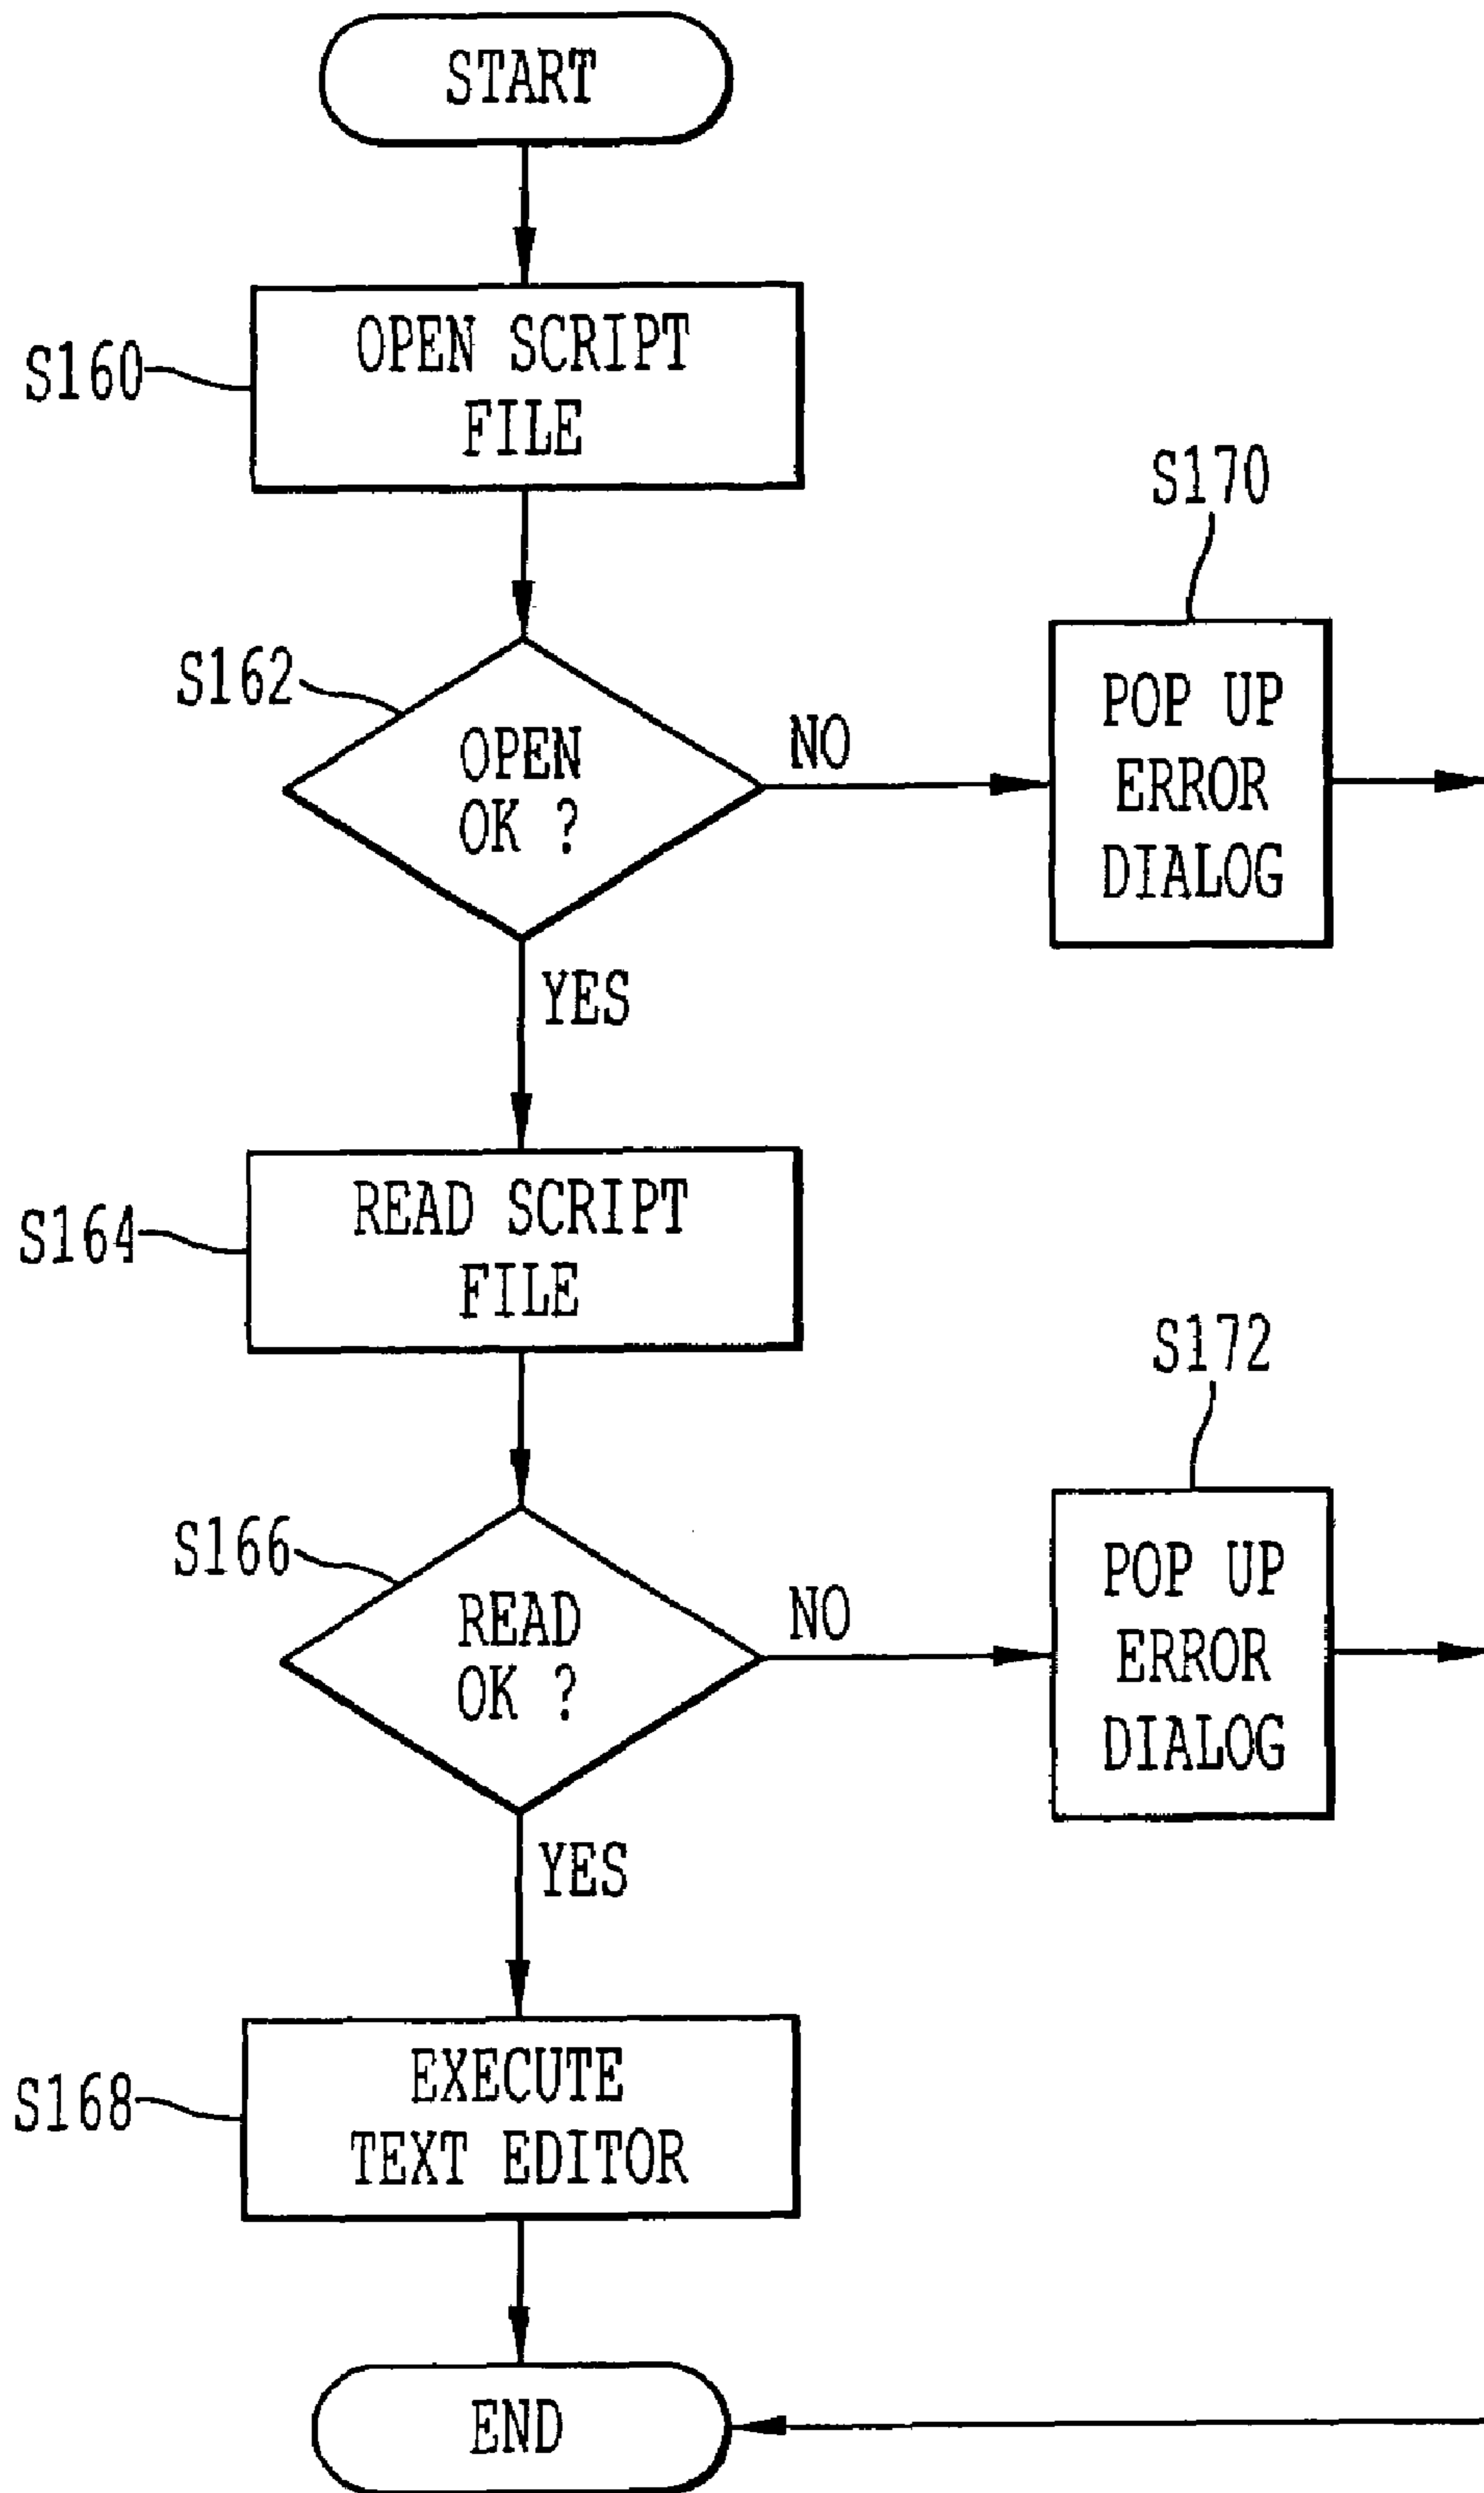 START
S160
OPEN SCRIPT
FILE
S170
S162
OPEN
OK ?
NO
POP UP
ERROR
DIALOG
YES
S164
READ SCRIPT
FILE
S172
S166
READ
OK ?
NO
POP UP
ERROR
DIALOG
YES
S168
EXECUTE
TEXT EDITOR
END